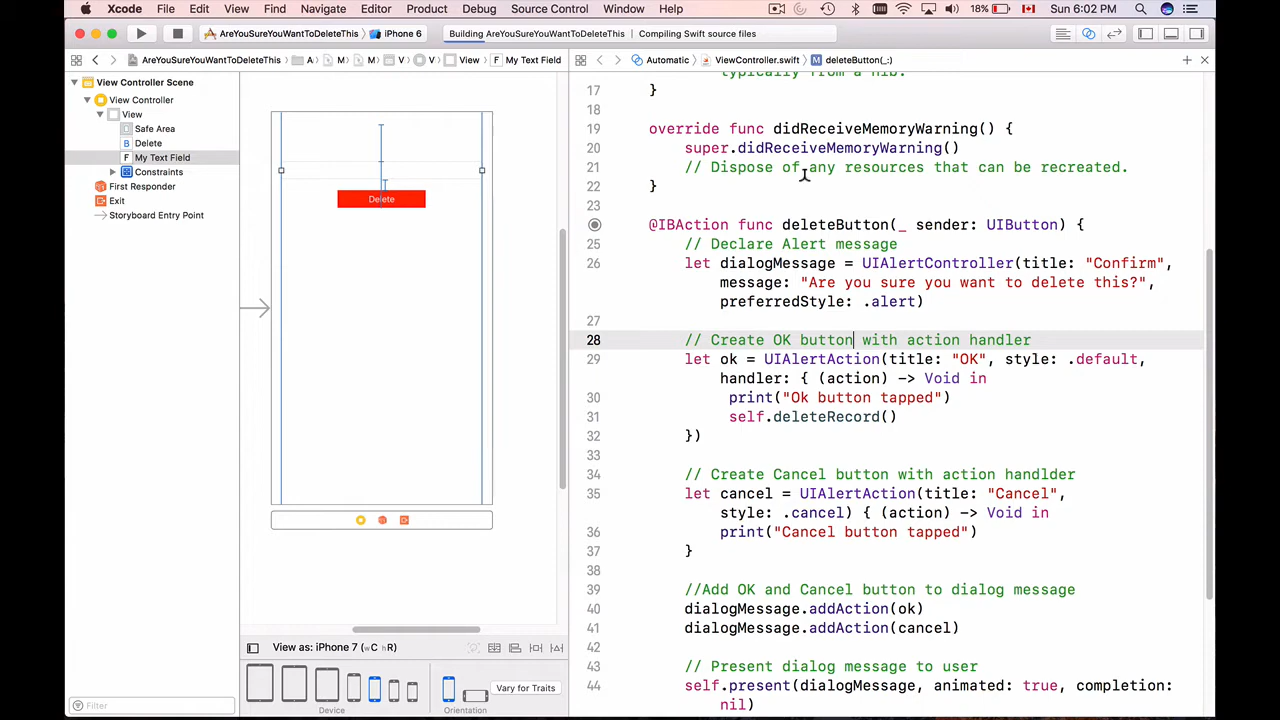 Xcode File Edit View Find Navigate Editor Product Debug Source Control Window Help 18% Sun 6:02 PM
AreYouSureYouWantToDeleteThis iPhone 6 Building AreYouSureYouWantToDeleteThis Compiling Swift source files
AreYouSureYouWantToDeleteThis A M M V V View F My Text Field Automatic ViewController.swift M deleteButton(_:)
View Controller Scene
View Controller
View
Safe Area
B Delete
F My Text Field
Constraints
First Responder
Exit
Storyboard Entry Point
Delete
typically from a nib.
17 }
18
19 override func didReceiveMemoryWarning() {
20 super.didReceiveMemoryWarning()
21 // Dispose of any resources that can be recreated.
22 }
23
@IBAction func deleteButton(_ sender: UIButton) {
25 // Declare Alert message
26 let dialogMessage = UIAlertController(title: "Confirm",
message: "Are you sure you want to delete this?",
preferredStyle: .alert)
27
28 // Create OK button with action handler
29 let ok = UIAlertAction(title: "OK", style: .default,
handler: { (action) -> Void in
30 print("Ok button tapped")
31 self.deleteRecord()
32 })
33
34 // Create Cancel button with action handlder
35 let cancel = UIAlertAction(title: "Cancel",
style: .cancel) { (action) -> Void in
36 print("Cancel button tapped")
37 }
38
39 //Add OK and Cancel button to dialog message
40 dialogMessage.addAction(ok)
41 dialogMessage.addAction(cancel)
42
43 // Present dialog message to user
44 self.present(dialogMessage, animated: true, completion:
nil)
View as: iPhone 7 (wC hR)
Vary for Traits
Device Orientation
Filter